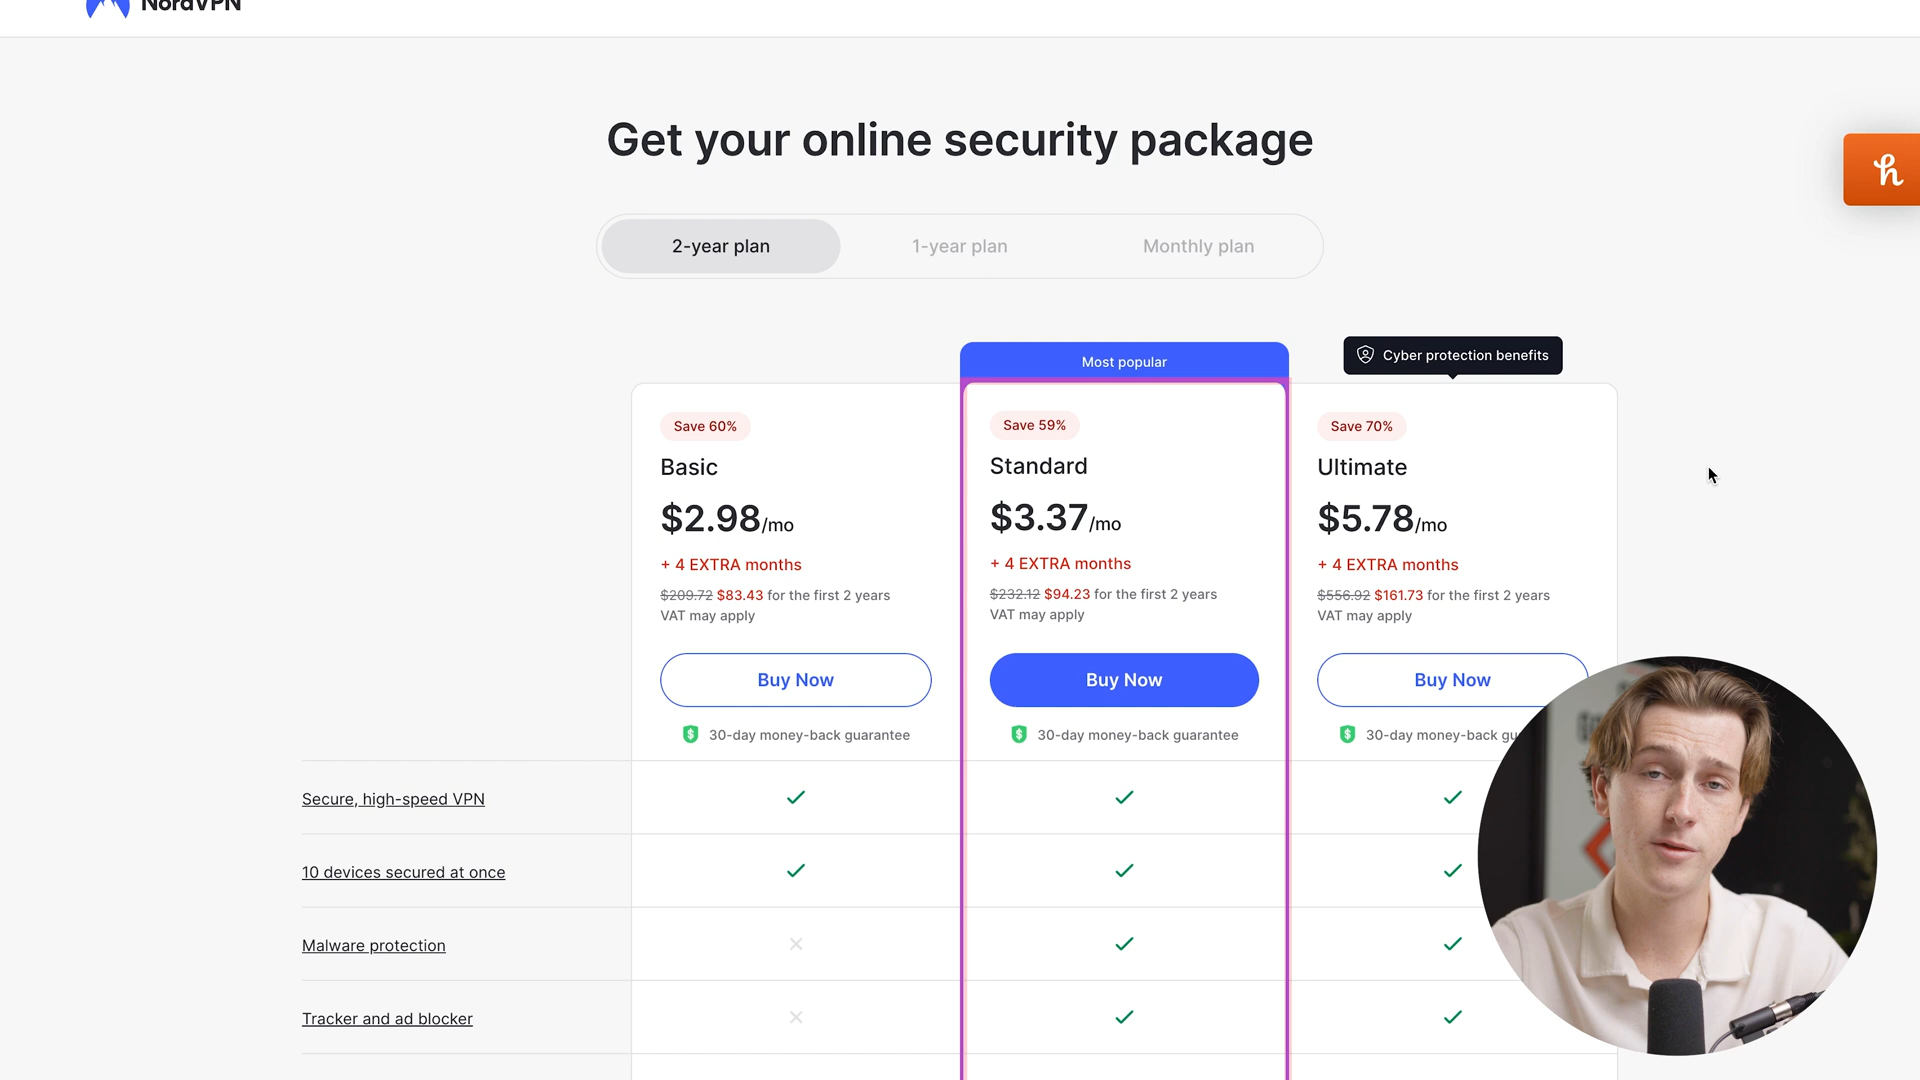 NordVPN
Get your online security package
2-year plan
1-year plan
Monthly plan
Most popular
Cyber protection benefits
Save 60%
Basic
$2.98/mo
+ 4 EXTRA months
$209.72 $83.43 for the first 2 years
VAT may apply
Buy Now
30-day money-back guarantee
Save 59%
Standard
$3.37/mo
+ 4 EXTRA months
$232.12 $94.23 for the first 2 years
VAT may apply
Buy Now
30-day money-back guarantee
Save 70%
Ultimate
$5.78/mo
+ 4 EXTRA months
$556.92 $161.73 for the first 2 years
VAT may apply
Buy Now
30-day money-back gu
Secure, high-speed VPN
10 devices secured at once
Malware protection
Tracker and ad blocker